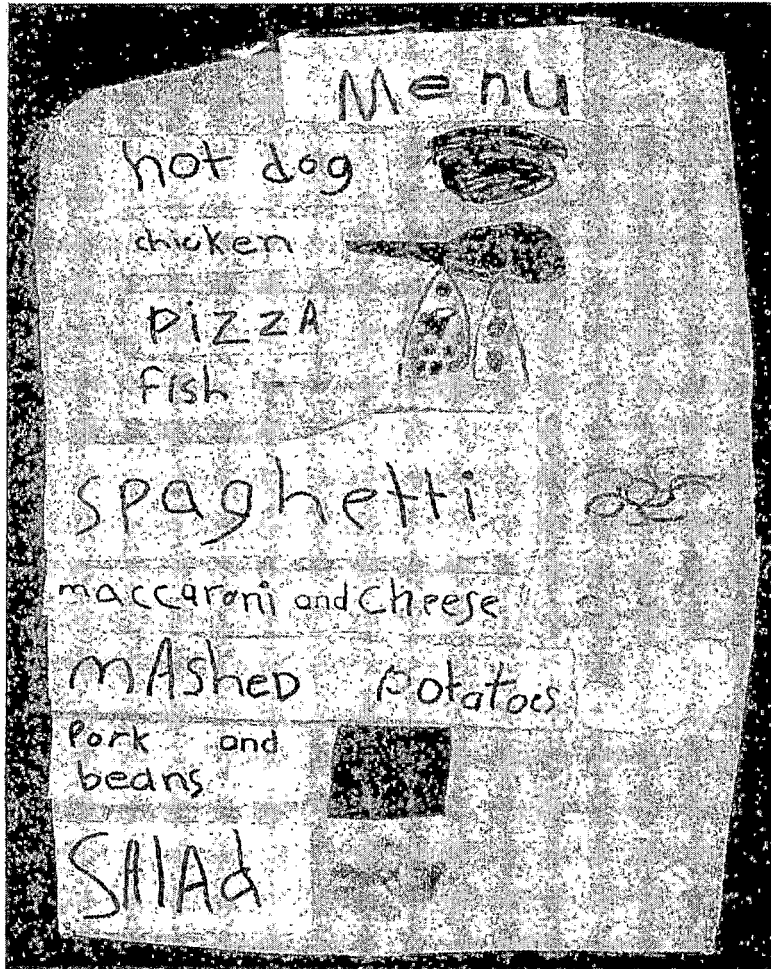 Menu
hot dog
chicken
pizzA
fish
spaghetti
maccaroni and cheese
mAsheD potatoes
Pork and
beans
SAlAd